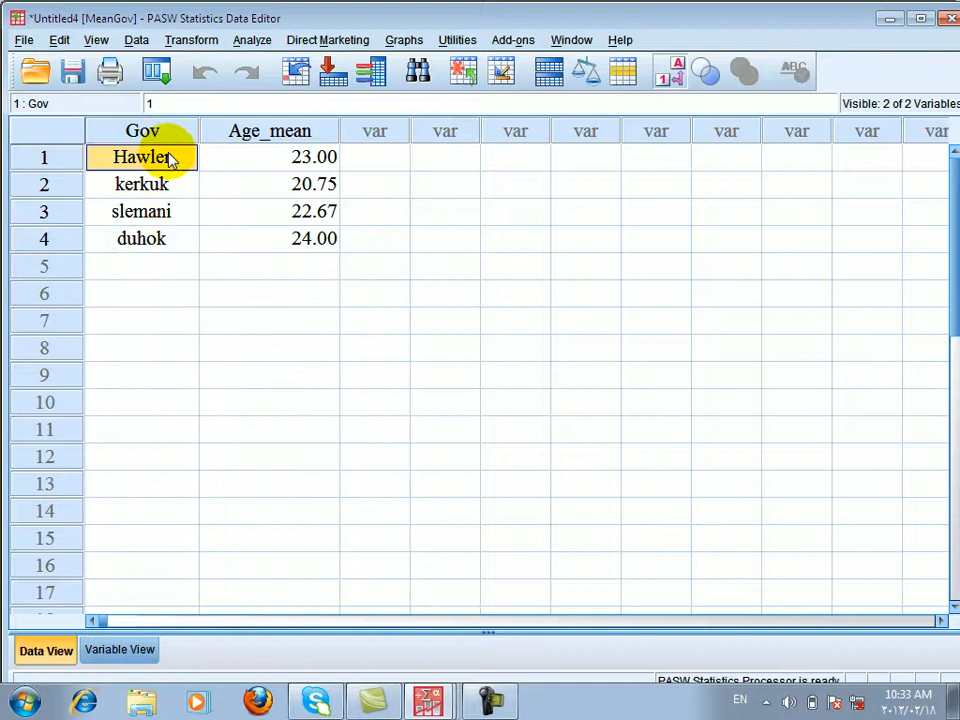 *Untitled4 [MeanGov] - PASW Statistics Data Editor
File Edit View Data Transform Analyze Direct Marketing Graphs Utilities Add-ons Window Help
1 : Gov 1 Visible: 2 of 2 Variables
Gov Age_mean var var var var var var var var var
1 Hawler 23.00
2 kerkuk 20.75
3 slemani 22.67
4 duhok 24.00
5
6
7
8
9
10
11
12
13
14
15
16
17
Data View Variable View
PASW Statistics Processor is ready
EN 10:33 AM
٢٠١٢/٠٢/١٨